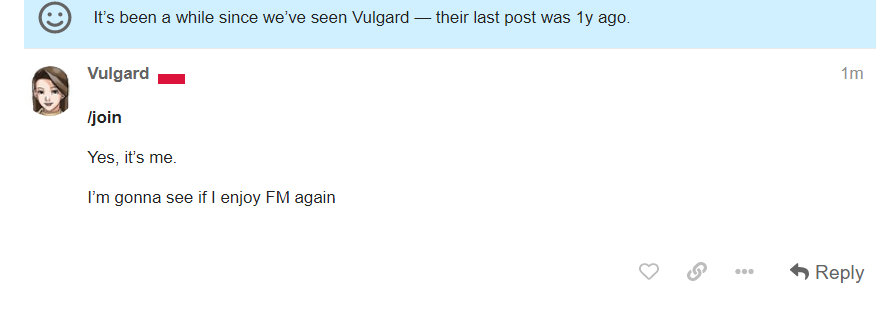 It’s been a while since we’ve seen Vulgard — their last post was 1y ago.
Vulgard 1m
/join
Yes, it’s me.
I’m gonna see if I enjoy FM again
Reply